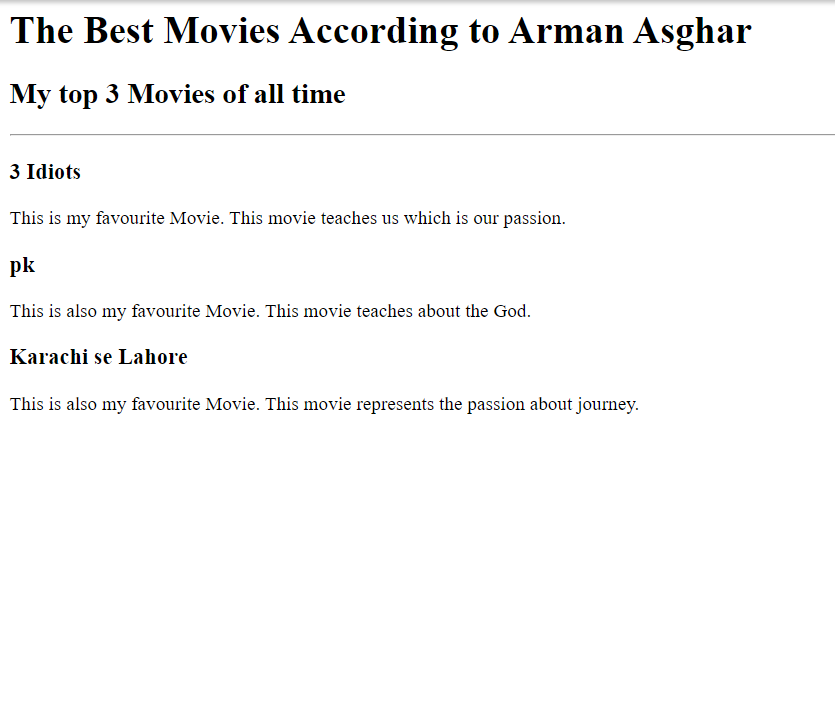 The Best Movies According to Arman Asghar
My top 3 Movies of all time
3 Idiots
This is my favourite Movie. This movie teaches us which is our passion.
pk
This is also my favourite Movie. This movie teaches about the God.
Karachi se Lahore
This is also my favourite Movie. This movie represents the passion about journey.